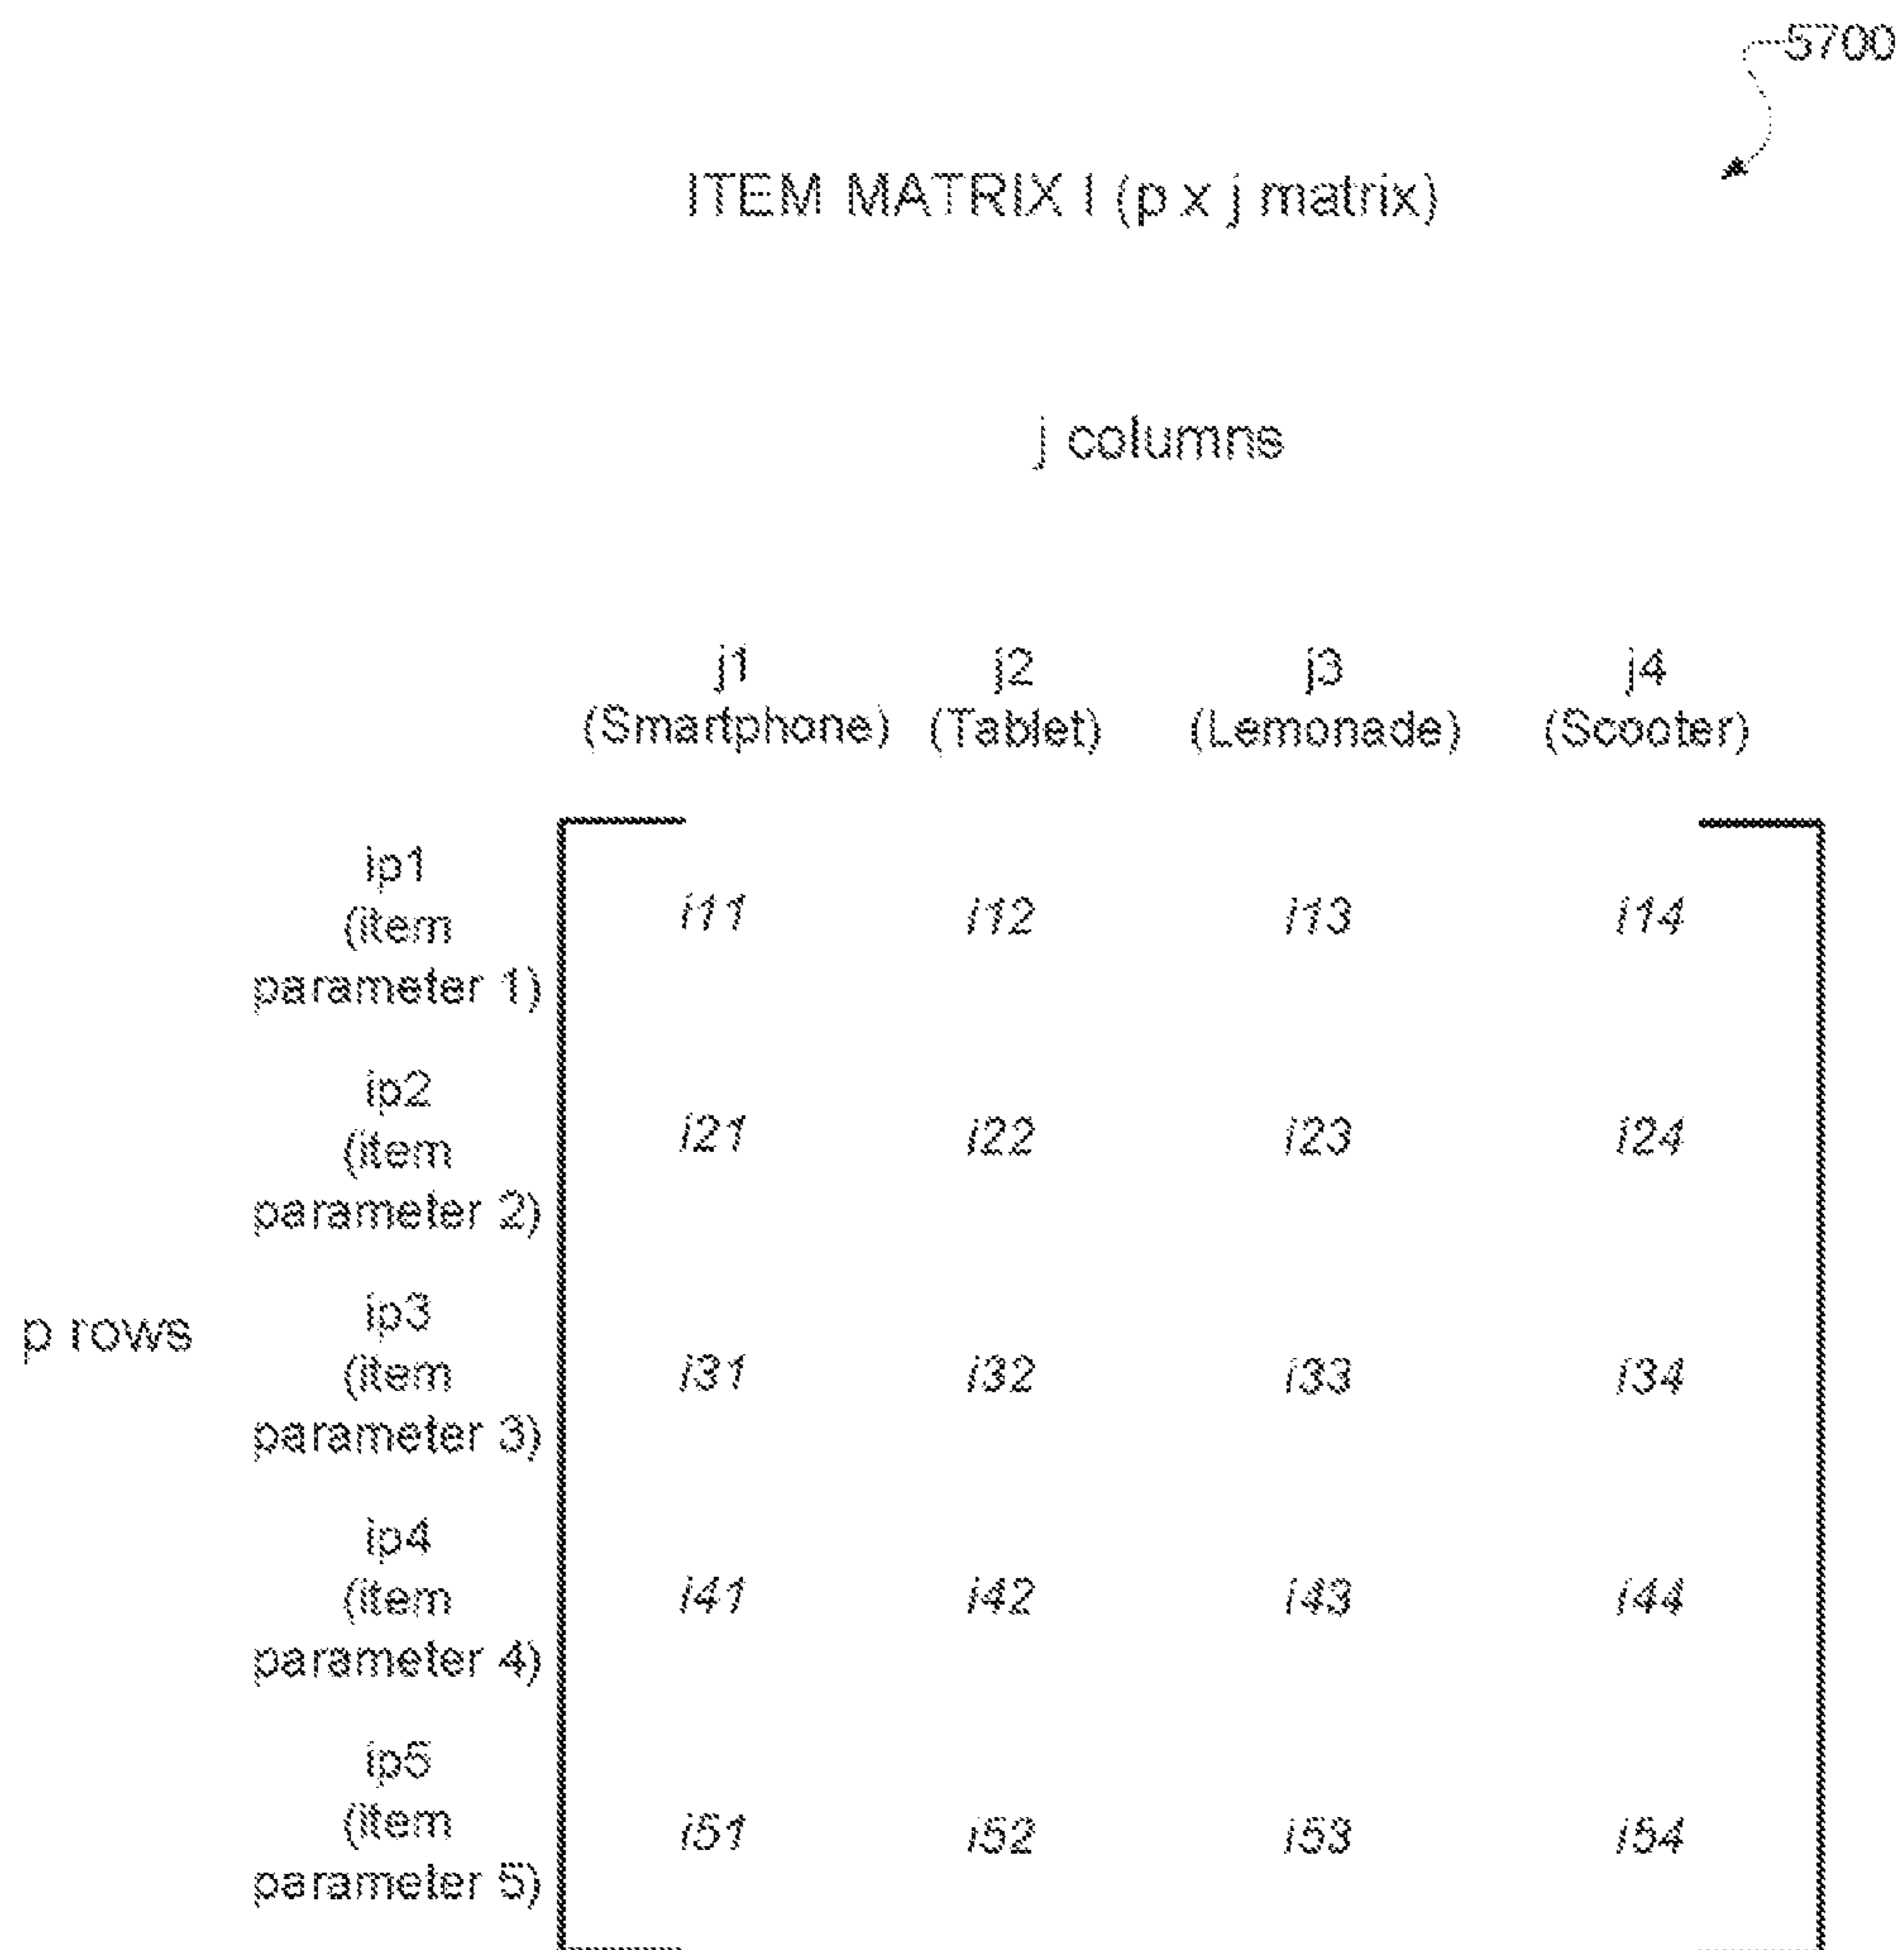 5700
ITEM MATRIX I (p x j matrix)
j columns
j1 j2 j3 j4
(Smartphone) (Tablet) (Lemonade) (Scooter)
ip1
(item
parameter 1)
i11 i12 i13 i14
ip2
(item
parameter 2)
i21 i22 i23 i24
p rows
ip3
(item
parameter 3)
i31 i32 i33 i34
ip4
(item
parameter 4)
i41 i42 i43 i44
ip5
(item
parameter 5)
i51 i52 i53 i54